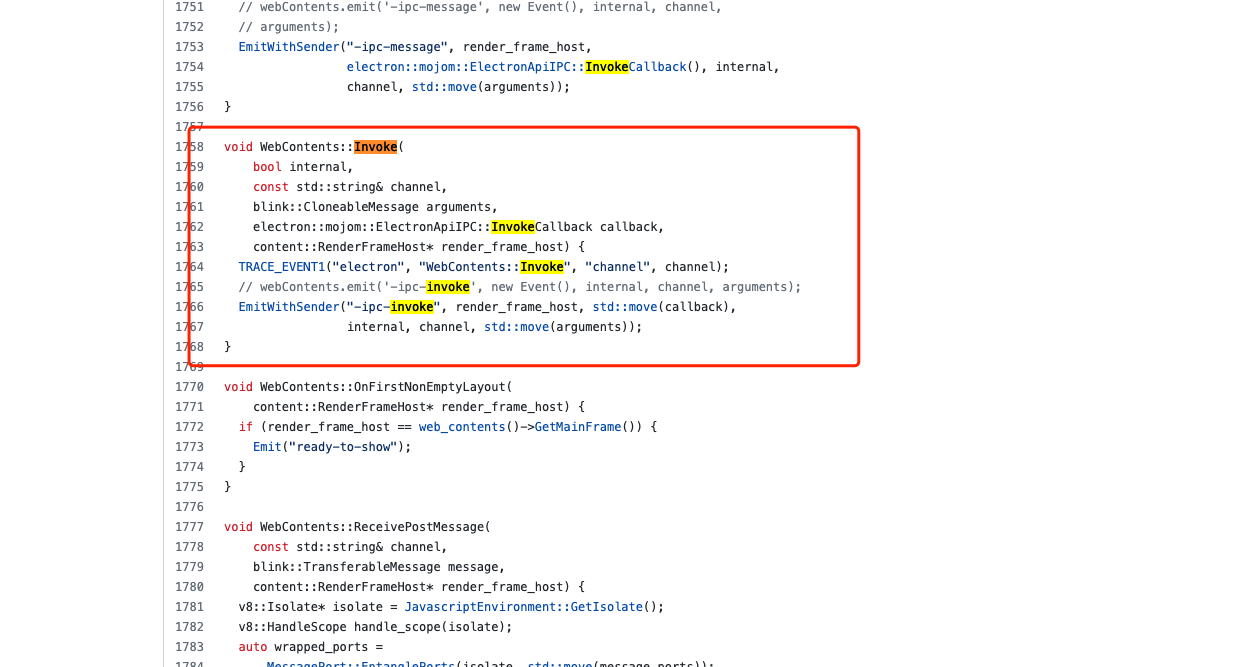 1751 // webContents.emit('-ipc-message', new Event(), internal, channel,
1752 // arguments);
1753 EmitWithSender("-ipc-message", render_frame_host,
1754 electron::mojom::ElectronApiIPC::InvokeCallback(), internal,
1755 channel, std::move(arguments));
1756 }
1757
1758 void WebContents::Invoke(
1759 bool internal,
1760 const std::string& channel,
1761 blink::CloneableMessage arguments,
1762 electron::mojom::ElectronApiIPC::InvokeCallback callback,
1763 content::RenderFrameHost* render_frame_host) {
1764 TRACE_EVENT1("electron", "WebContents::Invoke", "channel", channel);
1765 // webContents.emit('-ipc-invoke', new Event(), internal, channel, arguments);
1766 EmitWithSender("-ipc-invoke", render_frame_host, std::move(callback),
1767 internal, channel, std::move(arguments));
1768 }
1769
1770 void WebContents::OnFirstNonEmptyLayout(
1771 content::RenderFrameHost* render_frame_host) {
1772 if (render_frame_host == web_contents()->GetMainFrame()) {
1773 Emit("ready-to-show");
1774 }
1775 }
1776
1777 void WebContents::ReceivePostMessage(
1778 const std::string& channel,
1779 blink::TransferableMessage message,
1780 content::RenderFrameHost* render_frame_host) {
1781 v8::Isolate* isolate = JavascriptEnvironment::GetIsolate();
1782 v8::HandleScope handle_scope(isolate);
1783 auto wrapped_ports =
1784 MessagePort::EntanglePorts(isolate, std::move(message.ports));